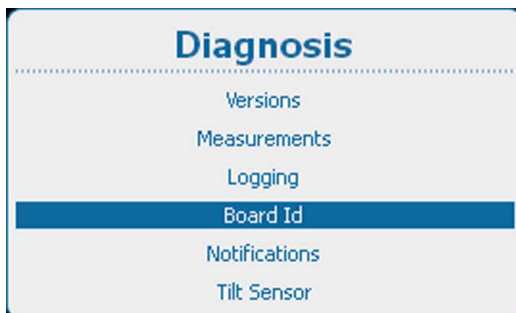 Diagnosis
Versions
Measurements
Logging
Board Id
Notifications
Tilt Sensor